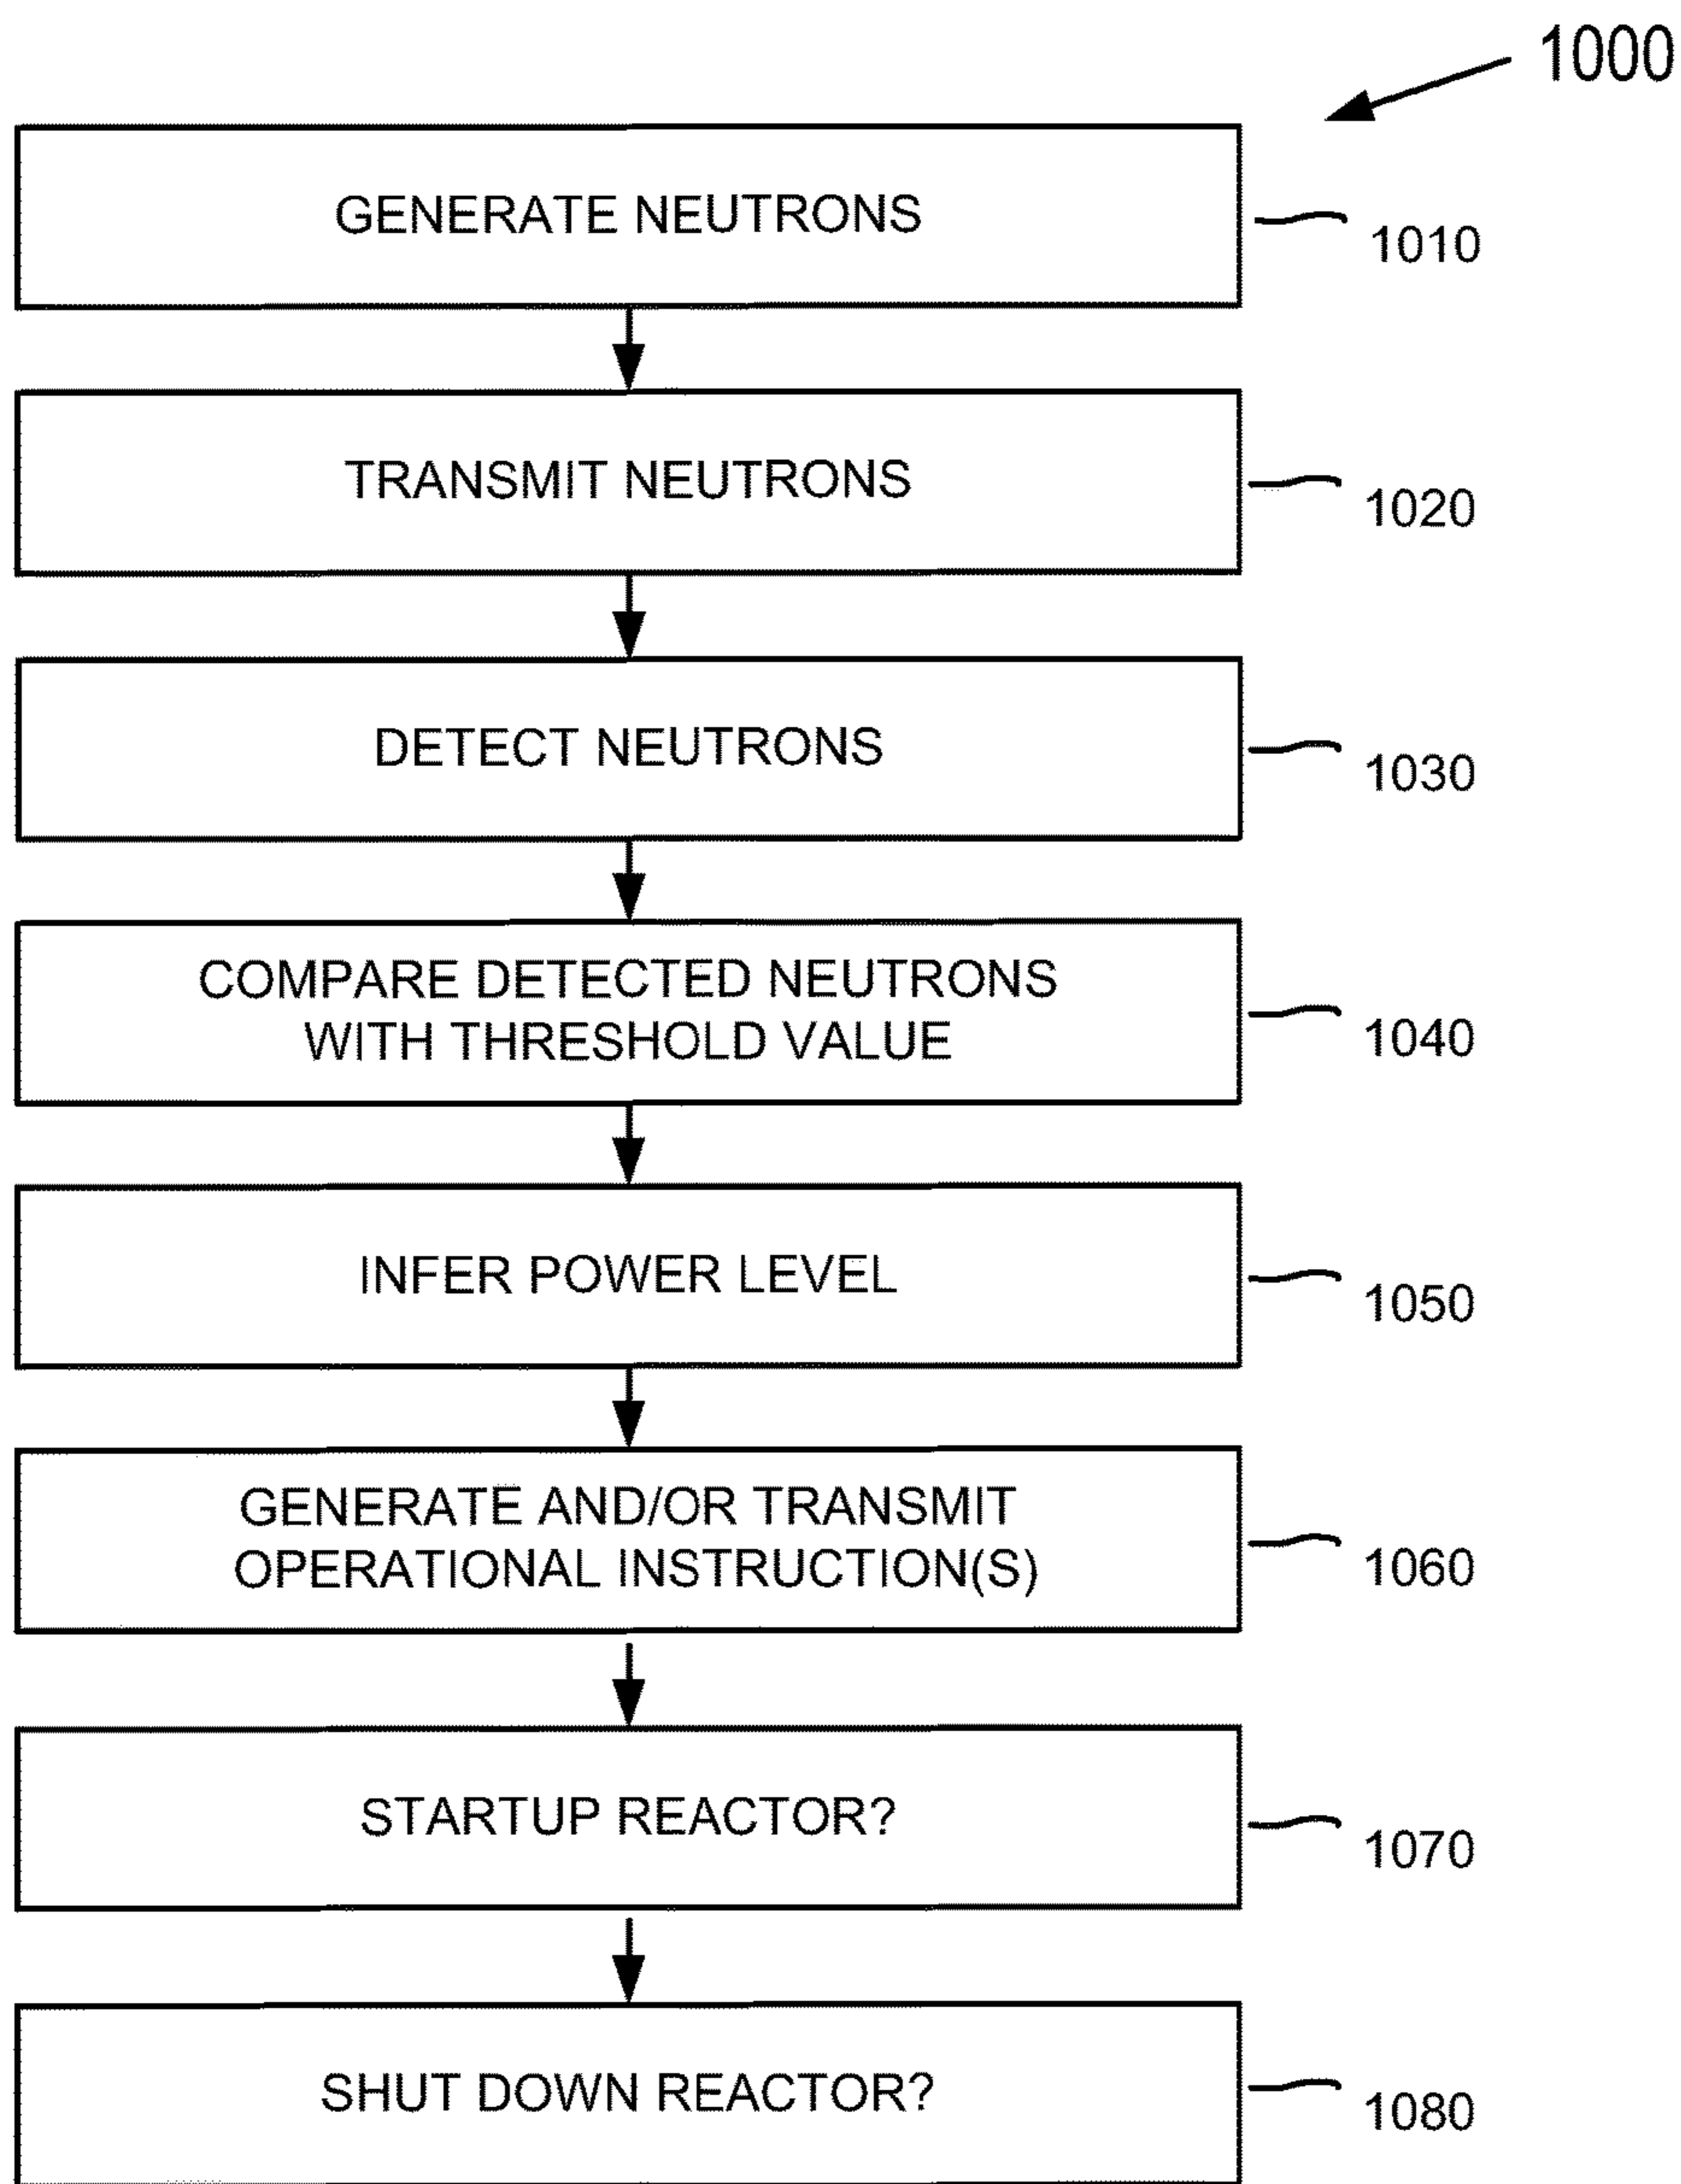 1000
GENERATE NEUTRONS
1010
TRANSMIT NEUTRONS
1020
DETECT NEUTRONS
1030
COMPARE DETECTED NEUTRONS
WITH THRESHOLD VALUE
1040
INFER POWER LEVEL
1050
GENERATE AND/OR TRANSMIT
OPERATIONAL INSTRUCTION(S)
1060
STARTUP REACTOR?
1070
SHUT DOWN REACTOR?
1080